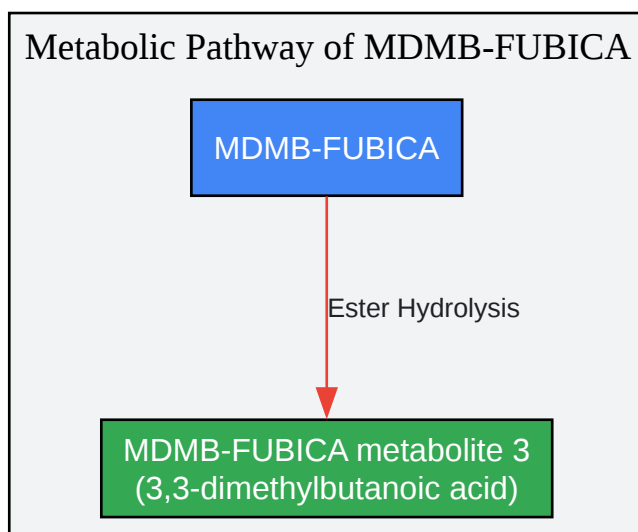 Metabolic Pathway of MDMB-FUBICA
MDMB-FUBICA
Ester Hydrolysis
MDMB-FUBICA metabolite 3
(3,3-dimethylbutanoic acid)